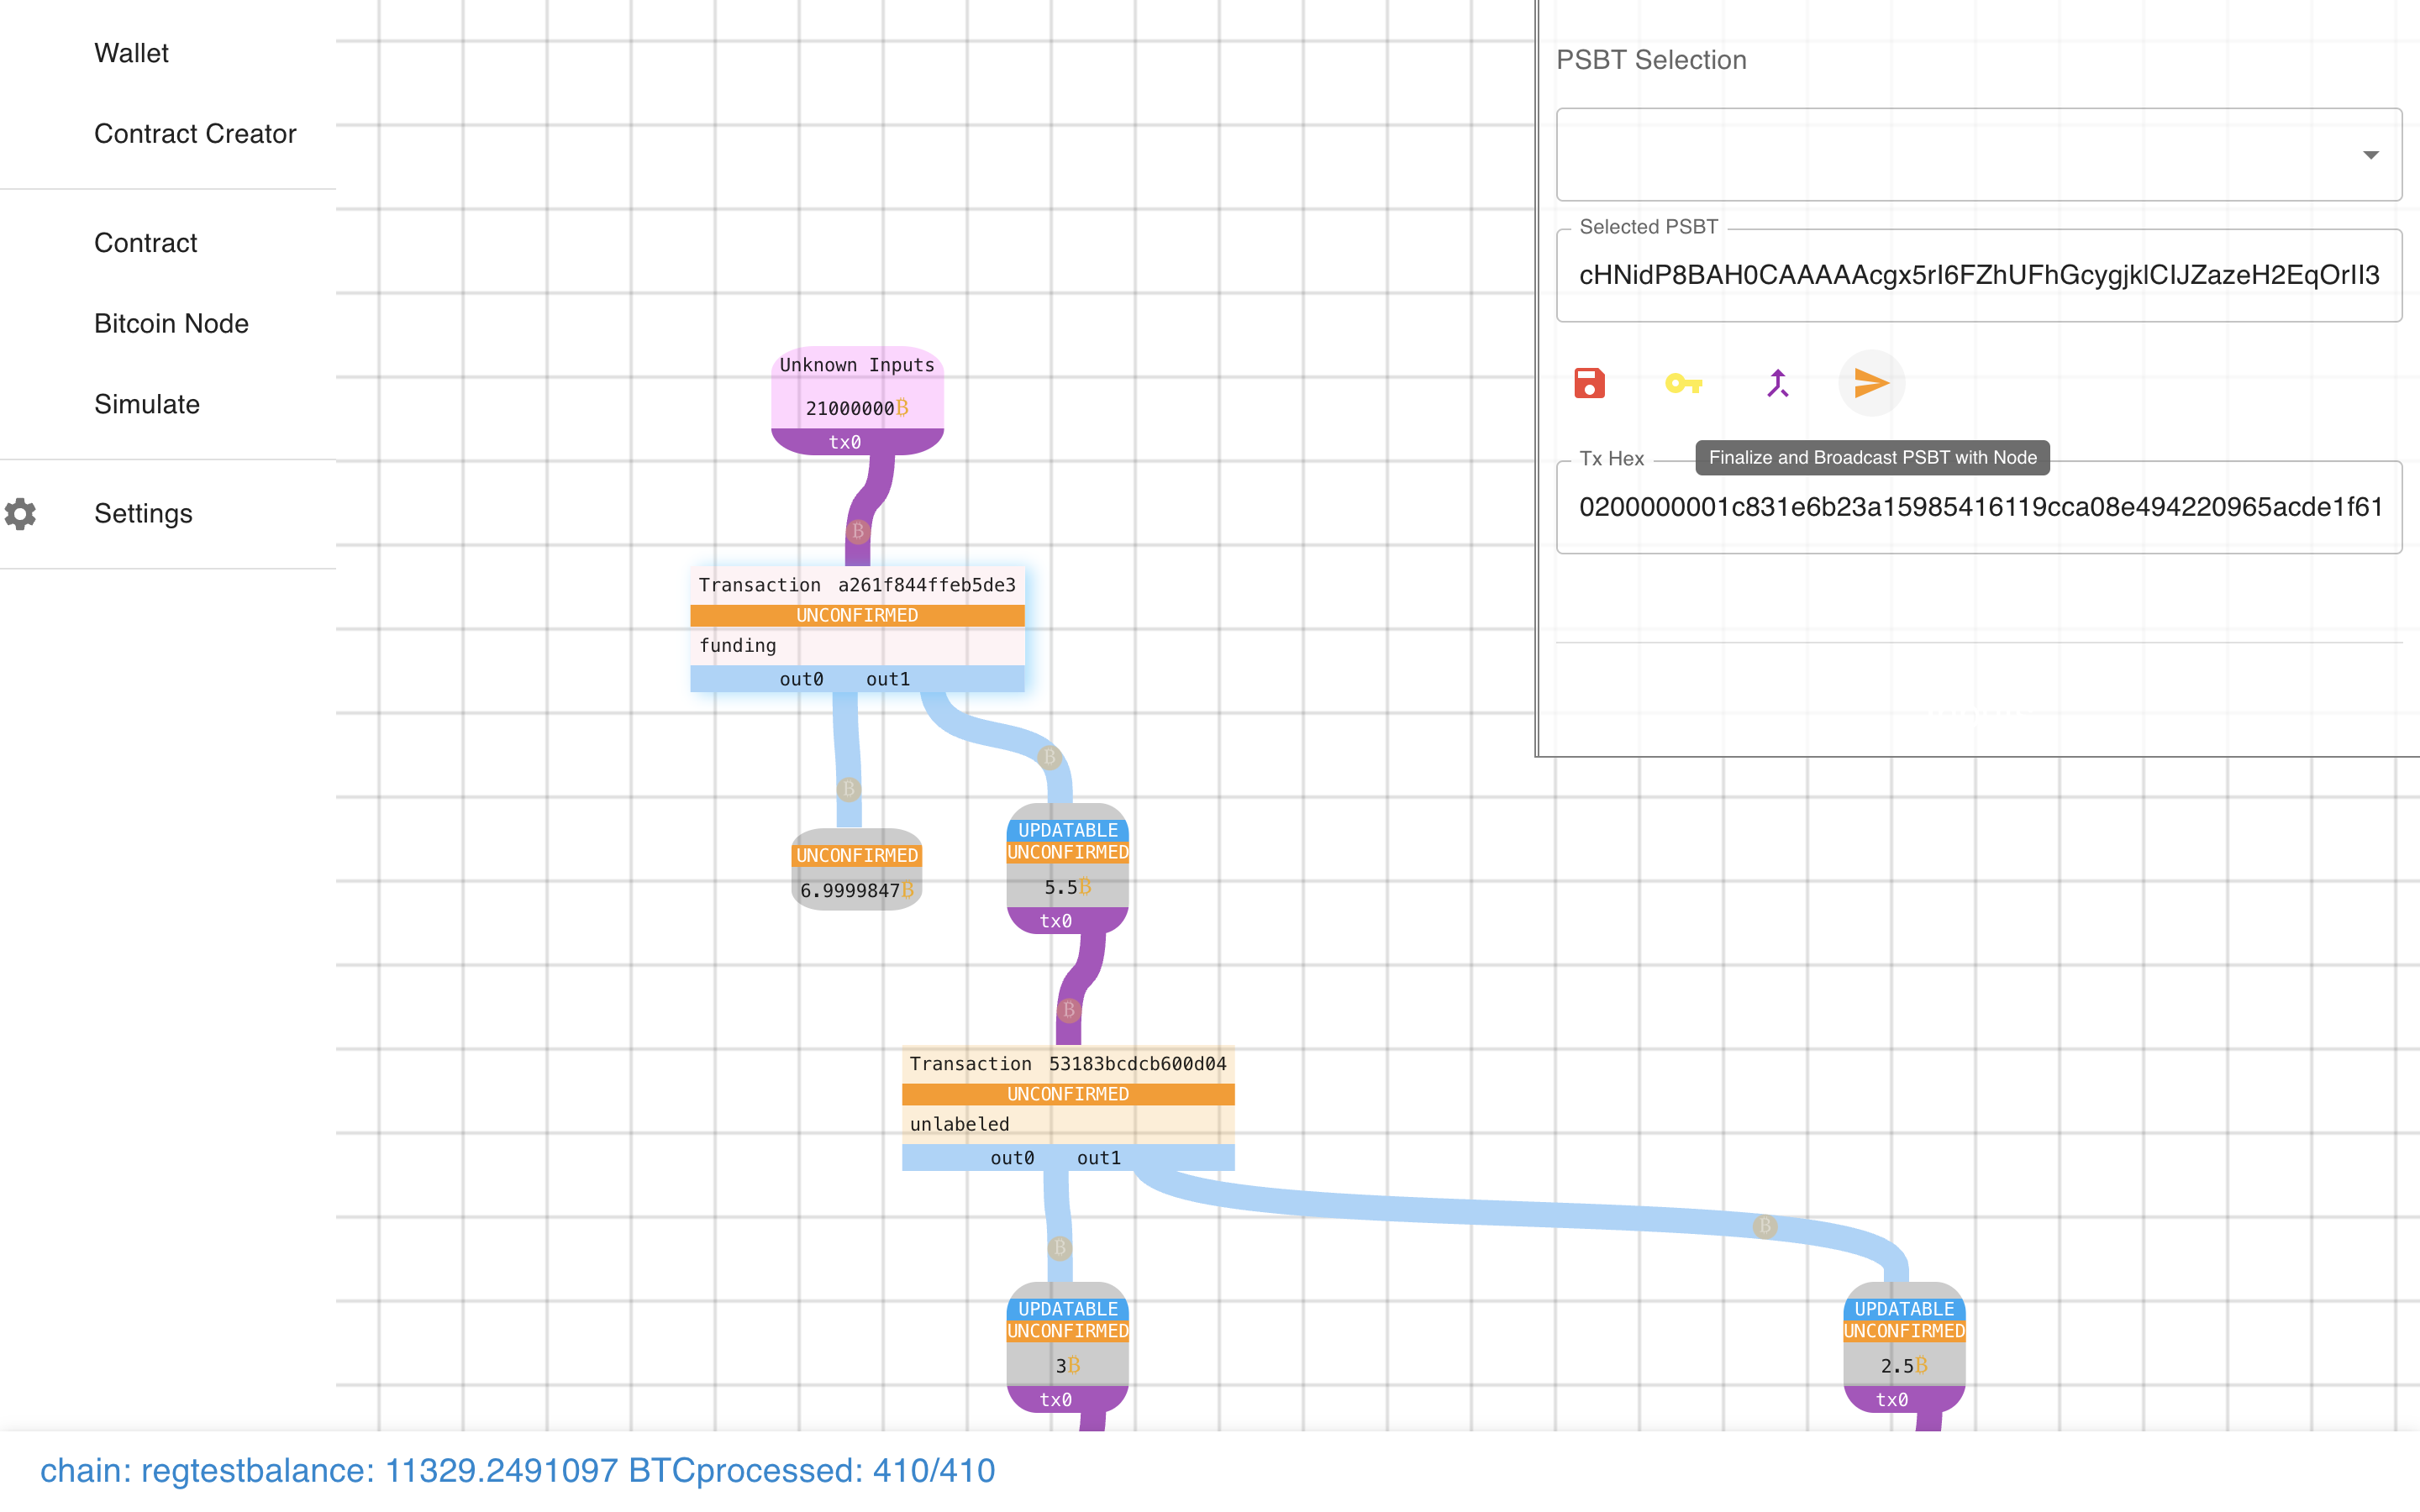 Wallet
Contract Creator
Contract
Bitcoin Node
Simulate
Settings
PSBT Selection
Selected PSBT
cHNidP8BAH0CAAAAAcgx5rI6FZhUFhGcygjklCIJZazeH2EqOrII3
Finalize and Broadcast PSBT with Node
Tx Hex
0200000001c831e6b23a15985416119cca08e494220965acde1f61
Unknown Inputs
21000000₿
tx0
Transaction a261f844ffeb5de3
UNCONFIRMED
funding
out0 out1
UNCONFIRMED
6.9999847₿
UPDATABLE
UNCONFIRMED
5.5₿
tx0
Transaction 53183bcdcb600d04
UNCONFIRMED
unlabeled
out0 out1
UPDATABLE
UNCONFIRMED
3₿
tx0
UPDATABLE
UNCONFIRMED
2.5₿
tx0
chain: regtestbalance: 11329.2491097 BTCprocessed: 410/410